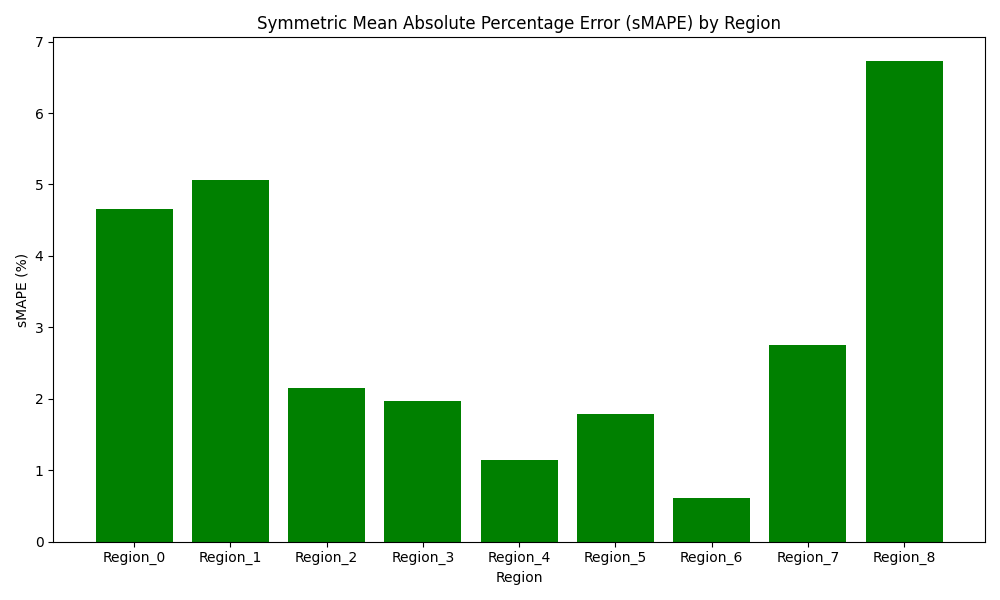 Symmetric Mean Absolute Percentage Error (sMAPE) by Region
sMAPE (%)
7
6
5
4
3
2
1
0
Region_0 Region_1 Region_2 Region_3 Region_4 Region_5 Region_6 Region_7 Region_8
Region